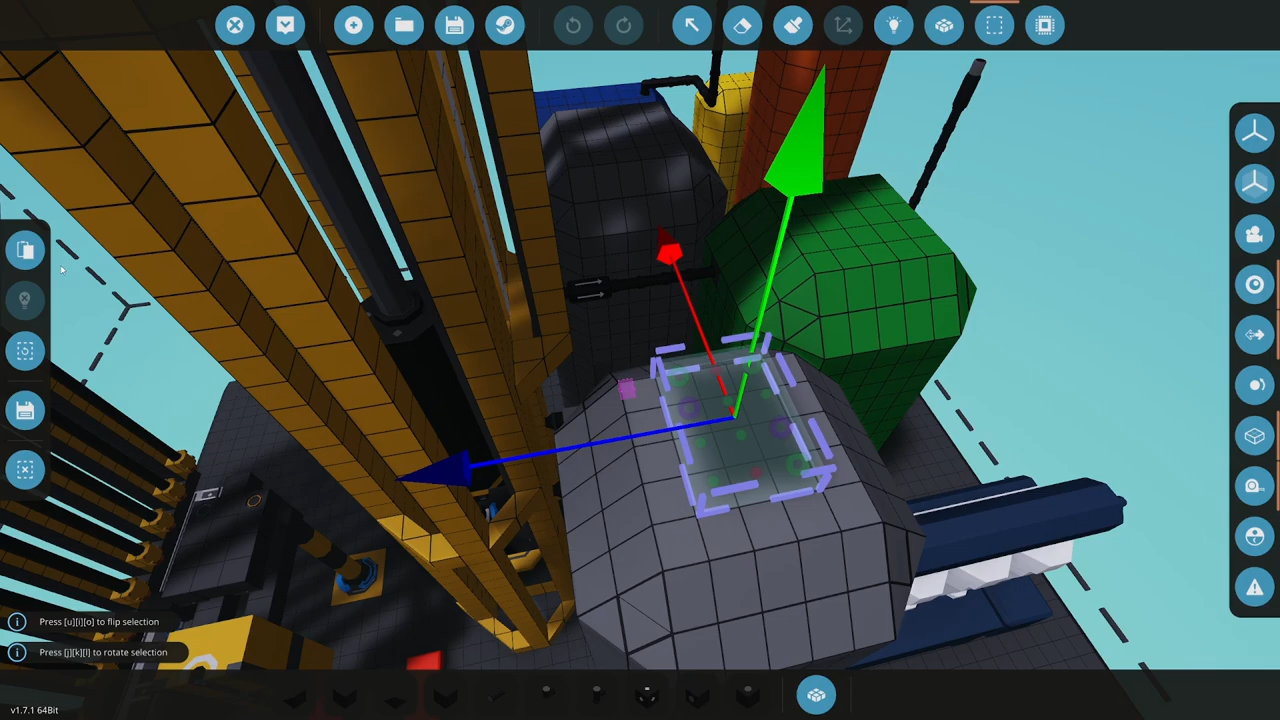 Press [u][i][o] to flip selection
Press [j][k][l] to rotate selection
v1.7.1 64Bit